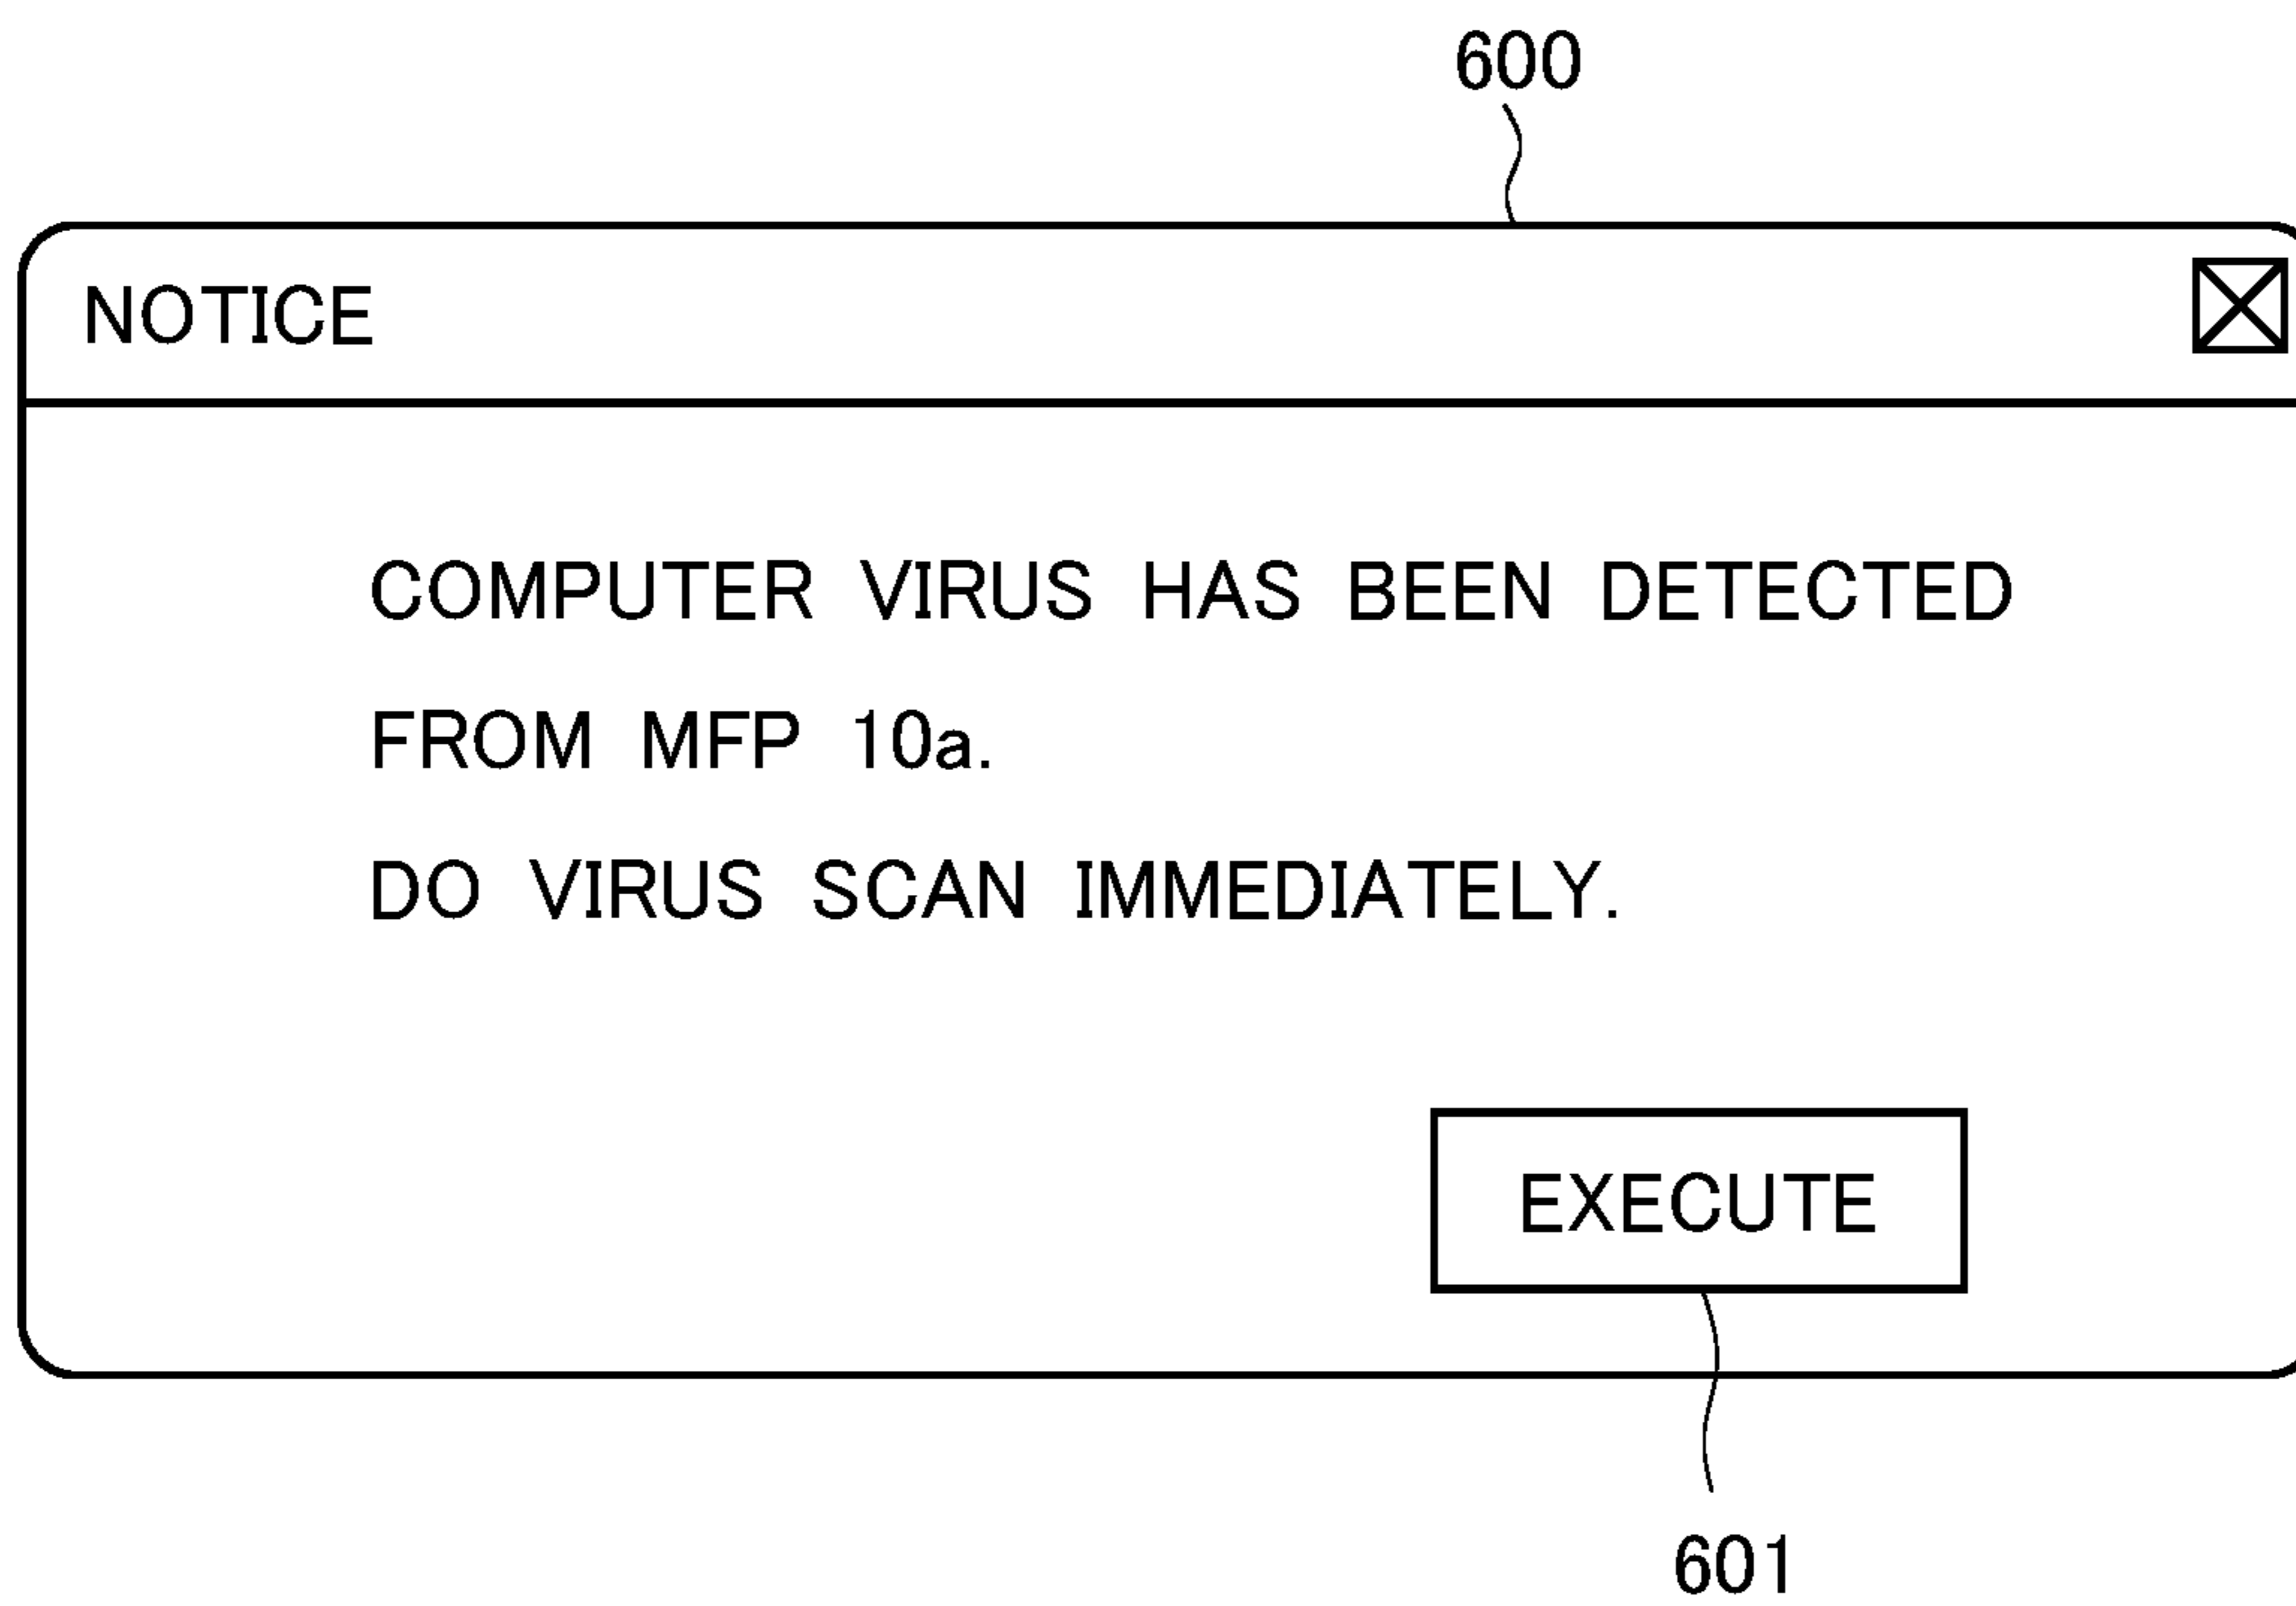 600
NOTICE
COMPUTER VIRUS HAS BEEN DETECTED
FROM MFP 10a.
DO VIRUS SCAN IMMEDIATELY.
EXECUTE
601